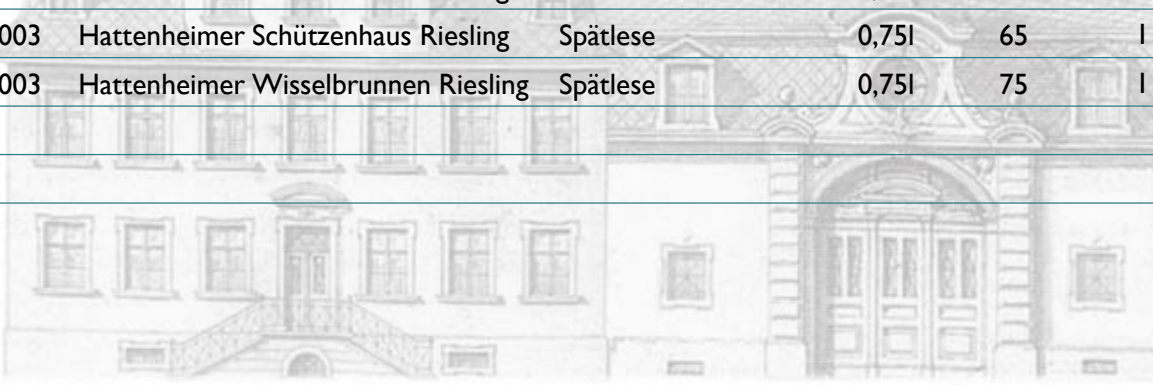 003 Hattenheimer Schützenhaus Riesling Spätlese 0,75l 65 1
003 Hattenheimer Wisselbrunnen Riesling Spätlese 0,75l 75 1